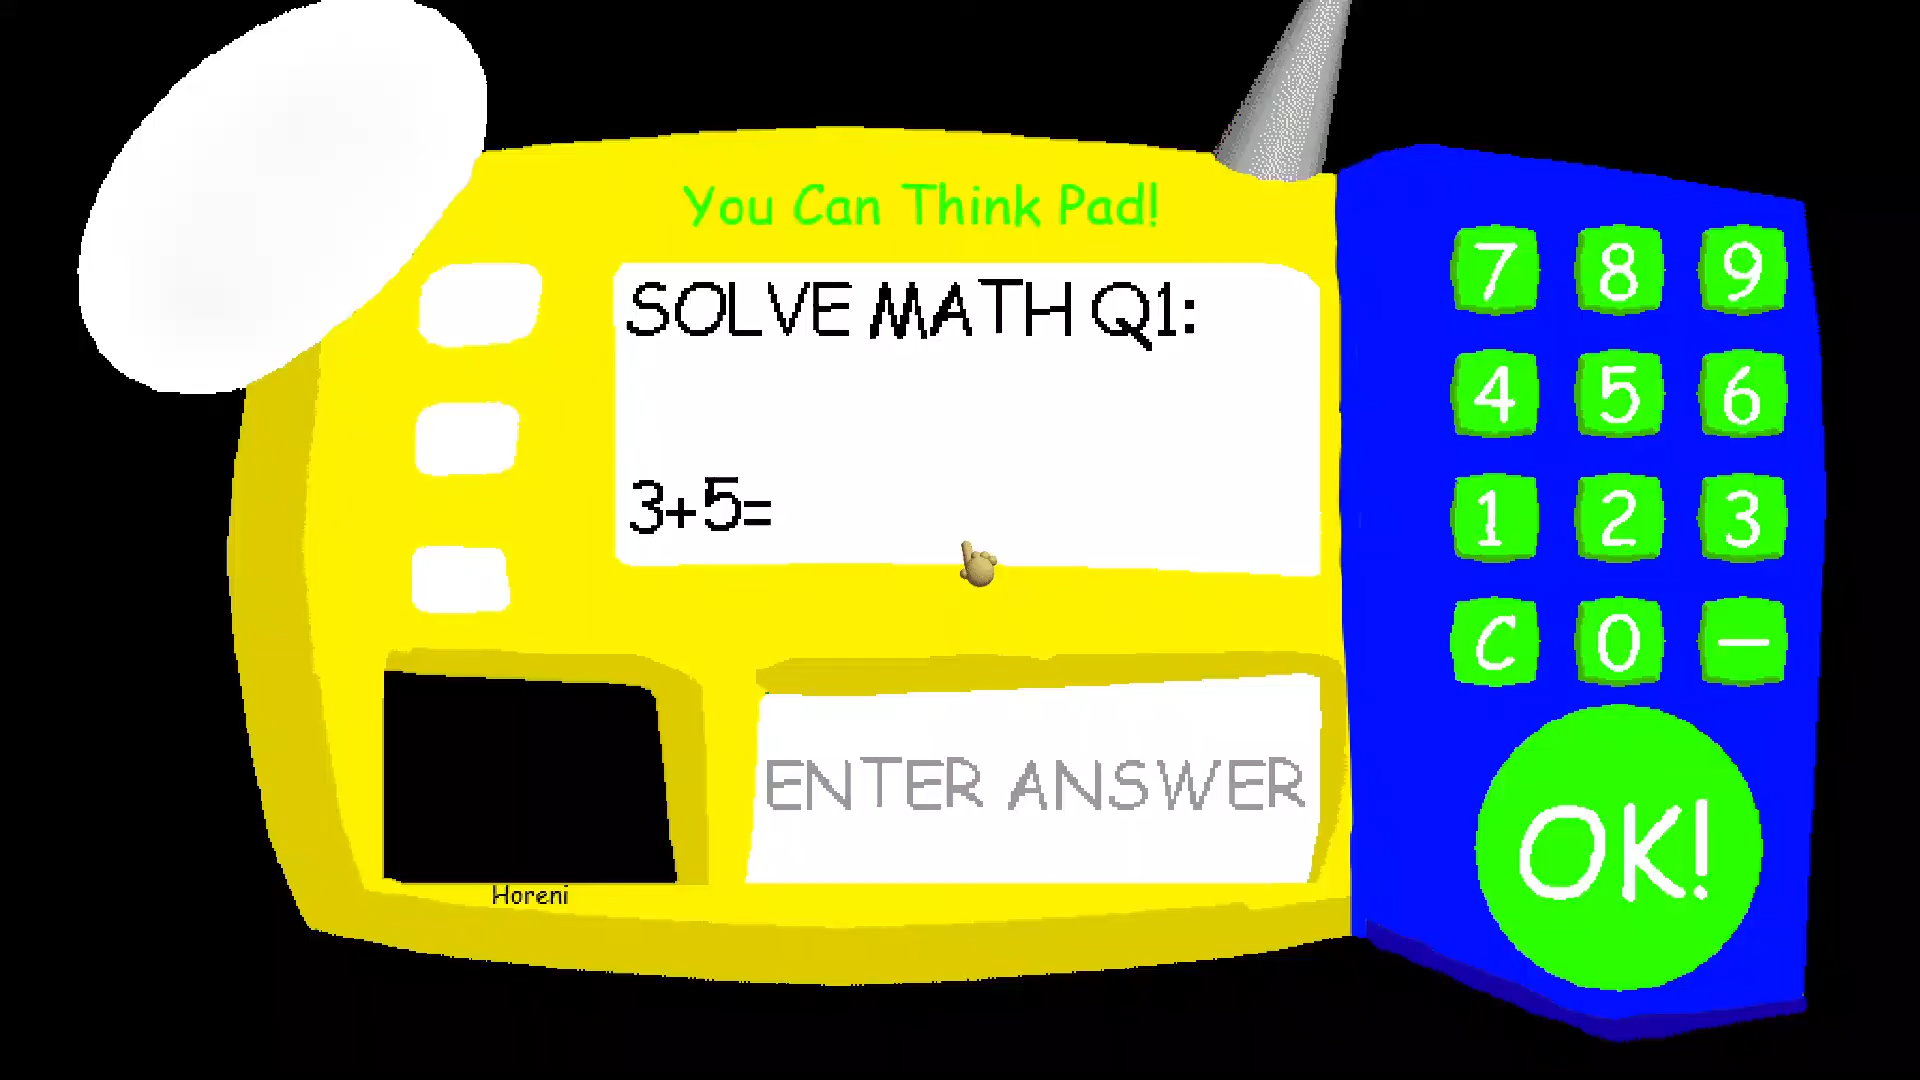 You Can Think Pad!
SOLVE MATH Q1:
3+5=
ENTER ANSWER
Horeni
7 8 9
4 5 6
1 2 3
C 0 —
OK!